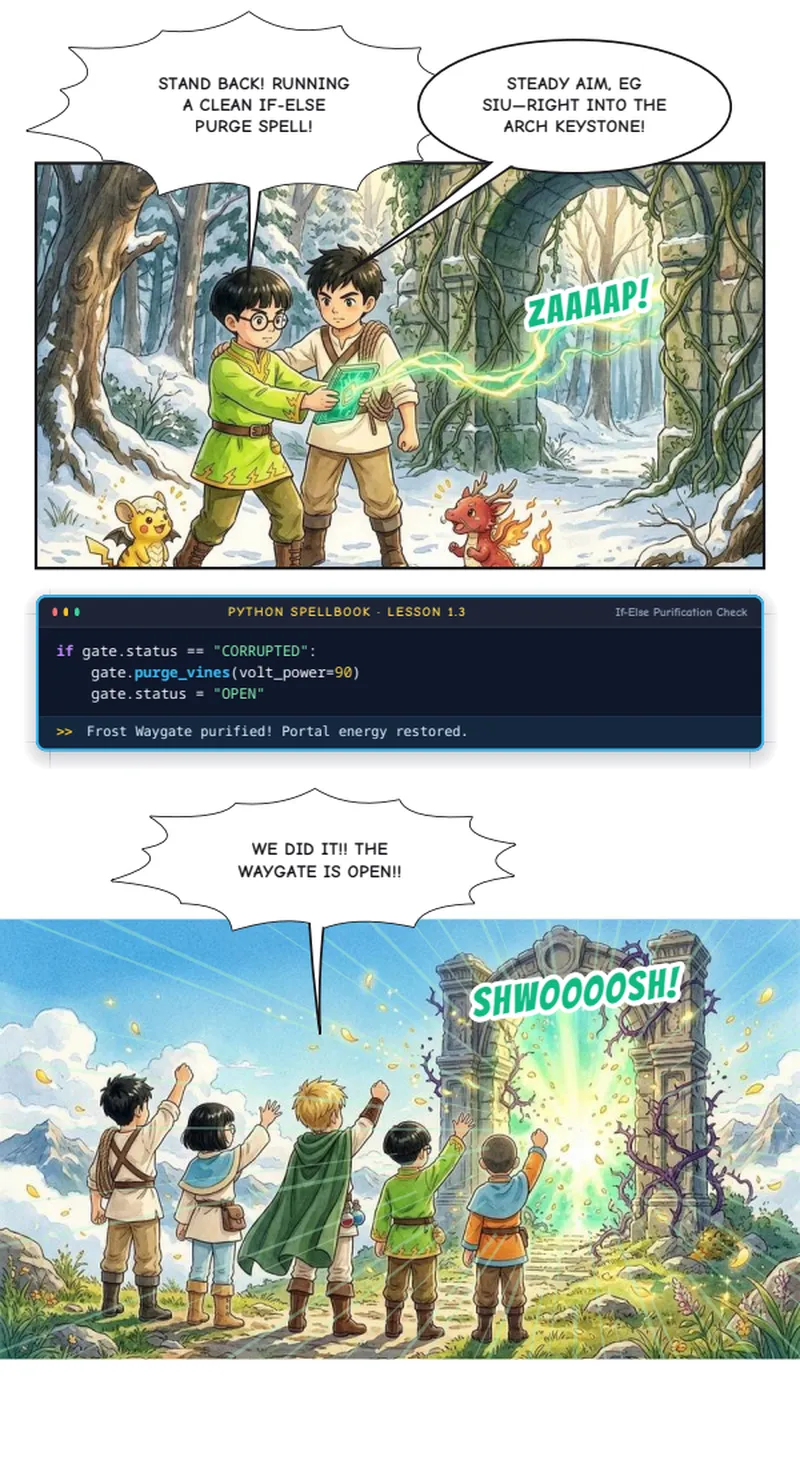 STAND BACK! RUNNING
A CLEAN IF-ELSE
PURGE SPELL!
STEADY AIM, EG
SIU—RIGHT INTO THE
ARCH KEYSTONE!
ZAAAAP!
PYTHON SPELLBOOK · LESSON 1.3
If-Else Purification Check
if gate.status == "CORRUPTED":
    gate.purge_vines(volt_power=90)
    gate.status = "OPEN"
>> Frost Waygate purified! Portal energy restored.
WE DID IT!! THE
WAYGATE IS OPEN!!
SHWOOOOSH!